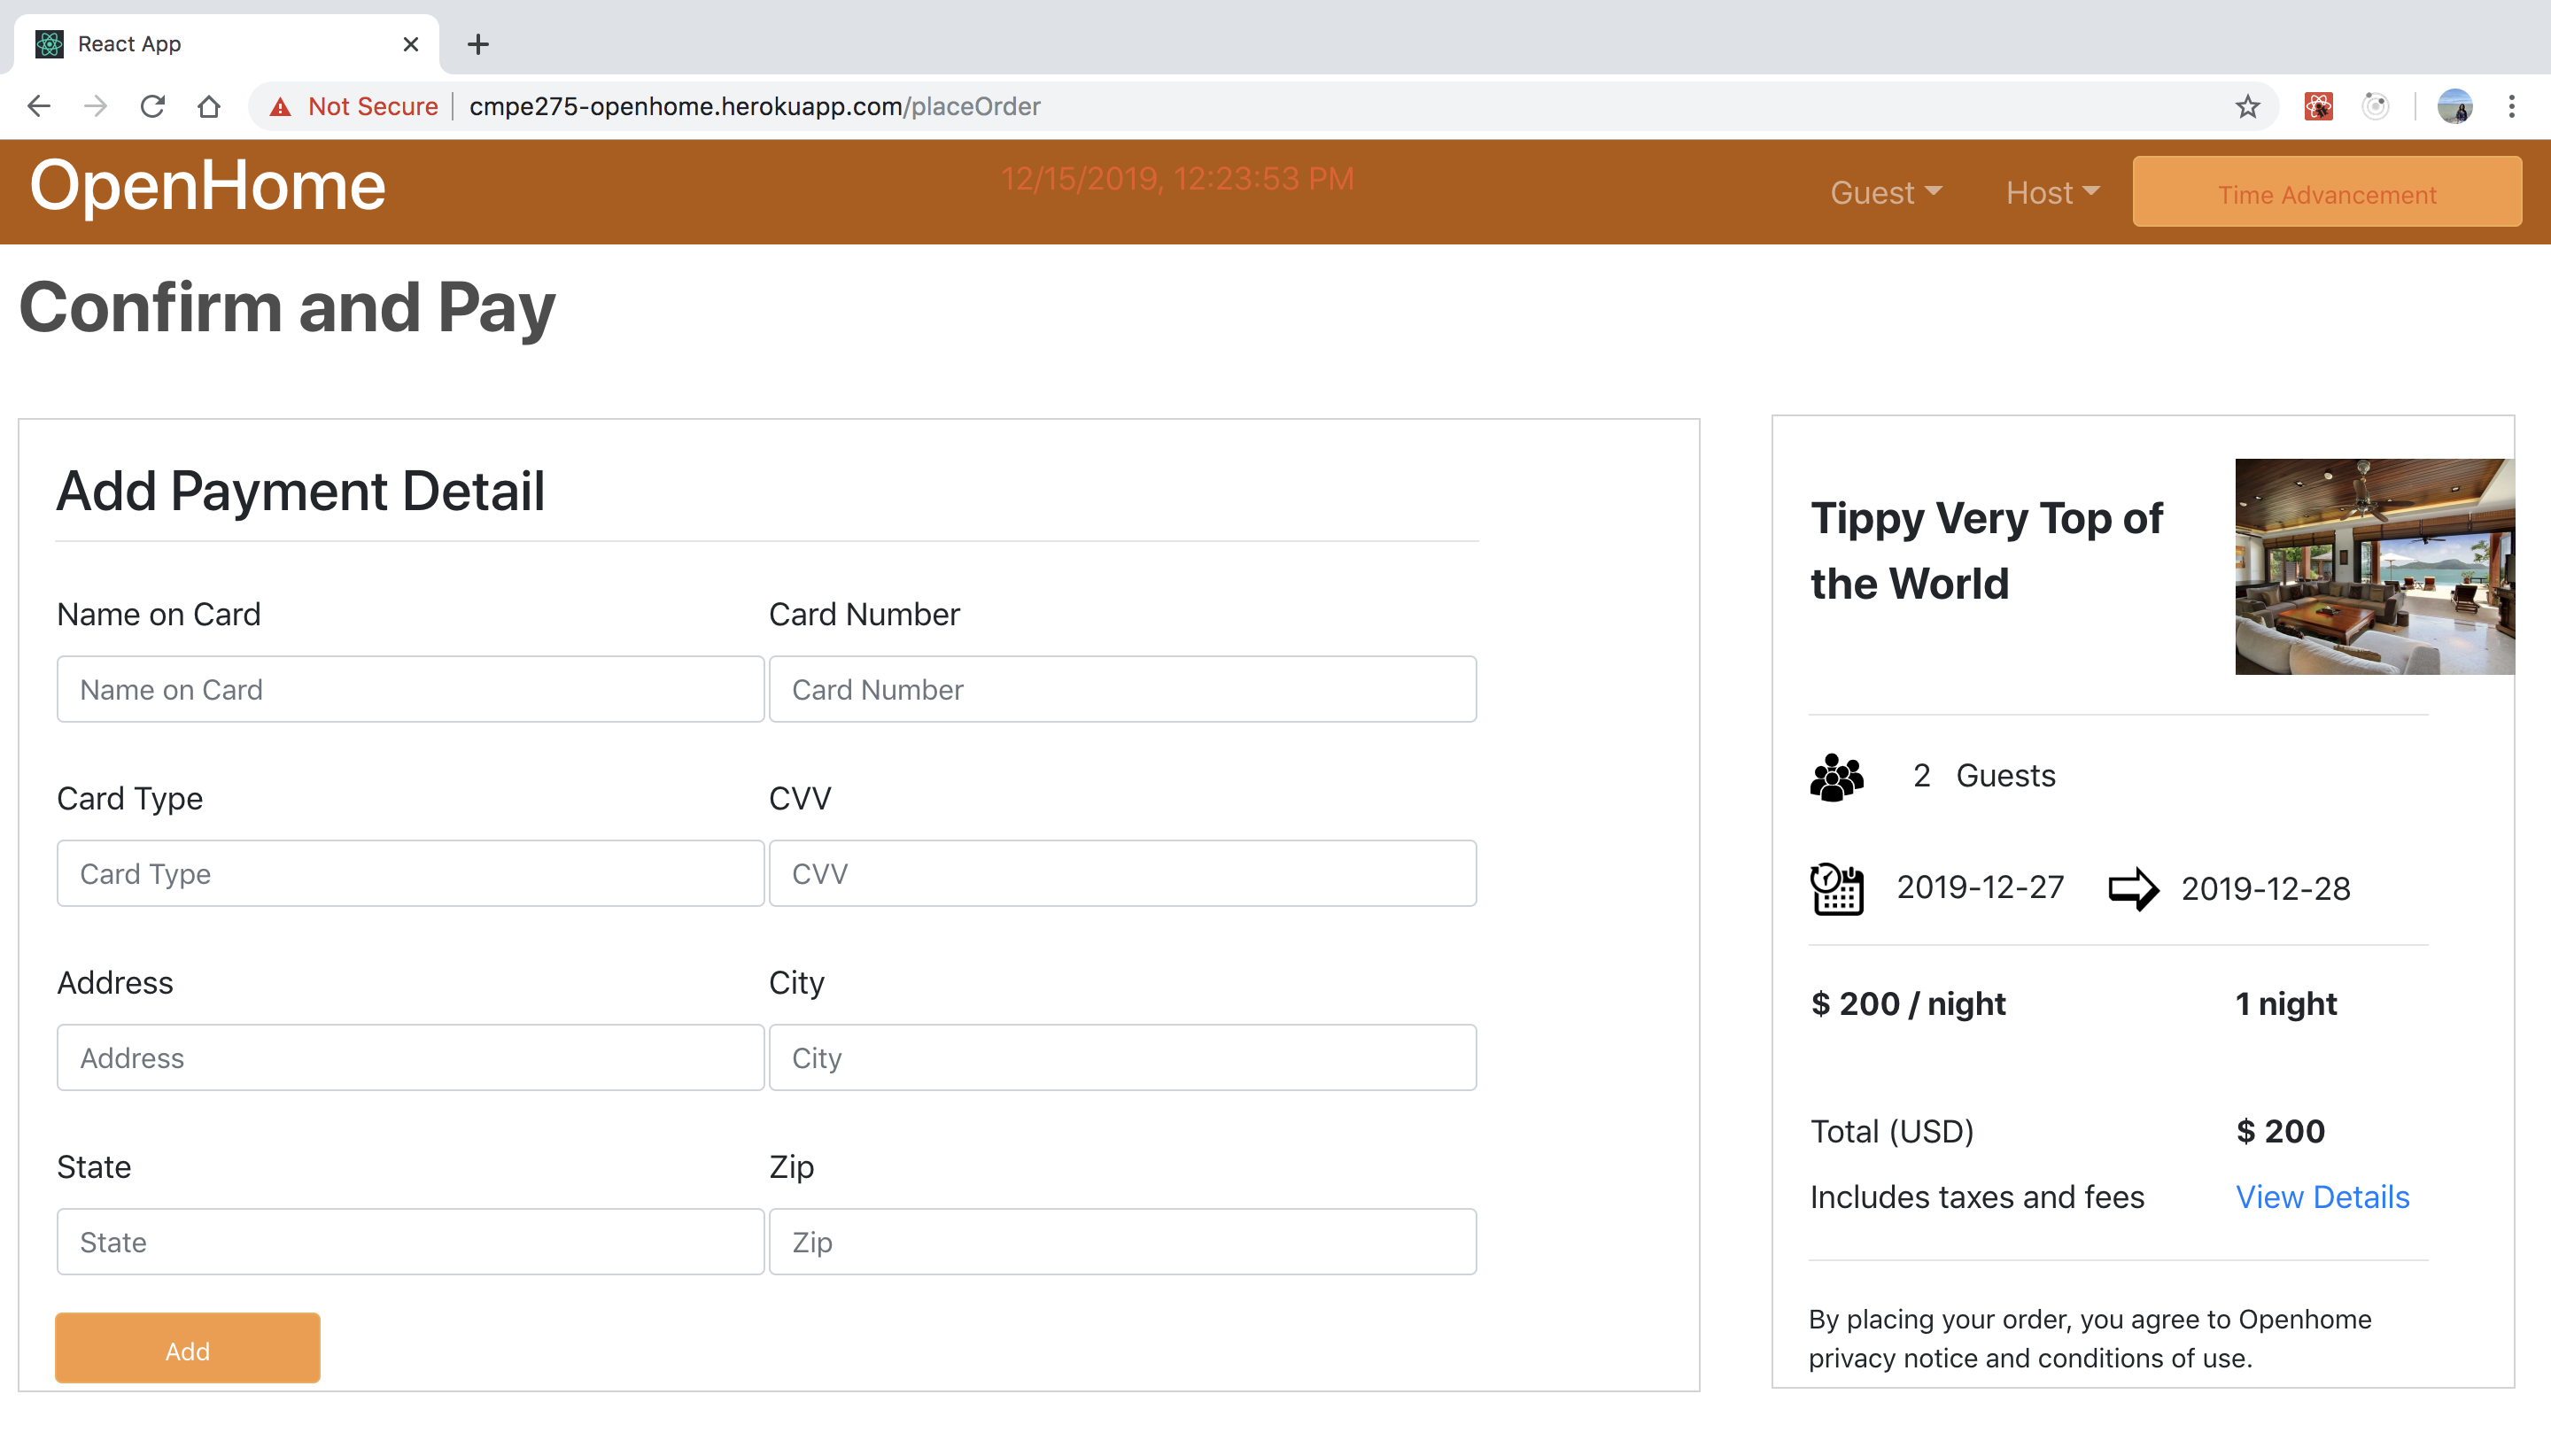 React App
Not Secure cmpe275-openhome.herokuapp.com/placeOrder
OpenHome
12/15/2019, 12:23:53 PM
Guest
Host
Time Advancement
Confirm and Pay
Add Payment Detail
Name on Card Card Number
Name on Card Card Number
Card Type CVV
Card Type CVV
Address City
Address City
State Zip
State Zip
Add
Tippy Very Top of
the World
2 Guests
2019-12-27 2019-12-28
$ 200 / night 1 night
Total (USD) $ 200
Includes taxes and fees View Details
By placing your order, you agree to Openhome
privacy notice and conditions of use.